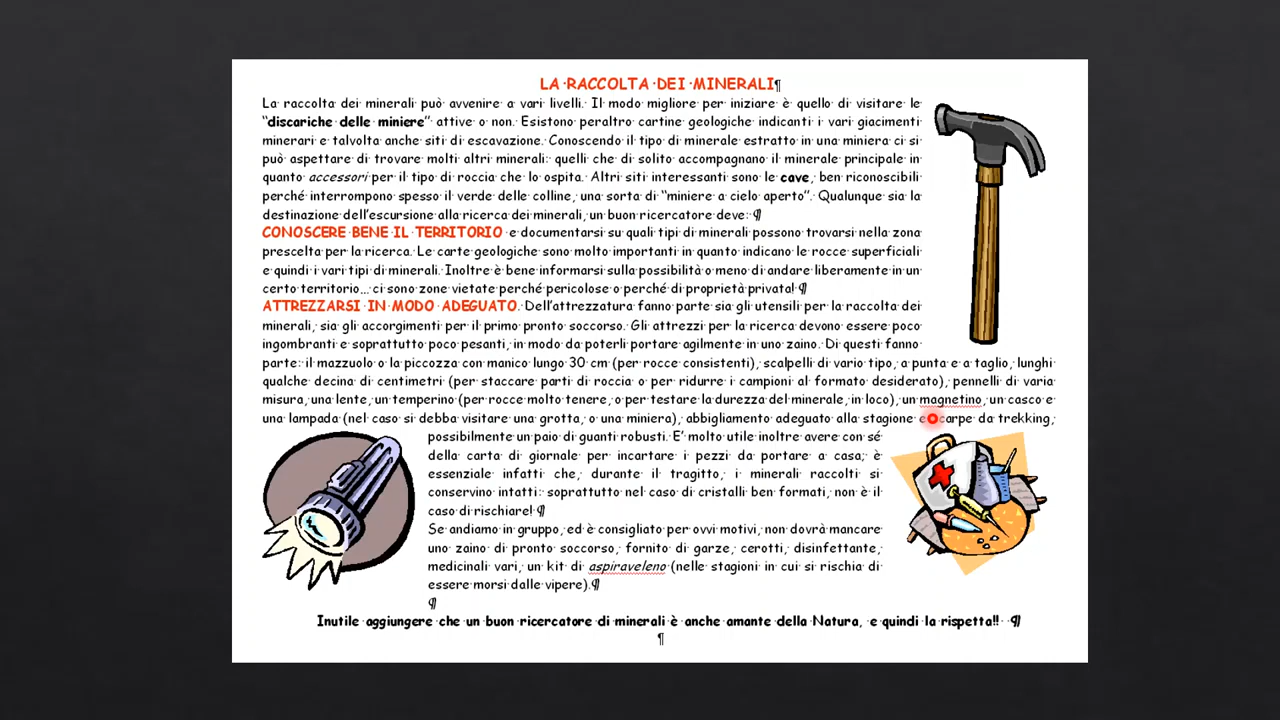 LA RACCOLTA DEI MINERALI¶
La raccolta dei minerali può avvenire a vari livelli. Il modo migliore per iniziare è quello di visitare le
“discariche delle miniere” attive o non. Esistono peraltro cartine geologiche indicanti i vari giacimenti
minerari e talvolta anche siti di escavazione. Conoscendo il tipo di minerale estratto in una miniera ci si
può aspettare di trovare molti altri minerali: quelli che di solito accompagnano il minerale principale in
quanto accessori per il tipo di roccia che lo ospita. Altri siti interessanti sono le cave, ben riconoscibili
perché interrompono spesso il verde delle colline, una sorta di “miniere a cielo aperto”. Qualunque sia la
destinazione dell’escursione alla ricerca dei minerali, un buon ricercatore deve: ¶
CONOSCERE BENE IL TERRITORIO e documentarsi su quali tipi di minerali possono trovarsi nella zona
prescelta per la ricerca. Le carte geologiche sono molto importanti in quanto indicano le rocce superficiali
e quindi i vari tipi di minerali. Inoltre è bene informarsi sulla possibilità o meno di andare liberamente in un
certo territorio... ci sono zone vietate perché pericolose o perché di proprietà privata! ¶
ATTREZZARSI IN MODO ADEGUATO. Dell’attrezzatura fanno parte sia gli utensili per la raccolta dei
minerali, sia gli accorgimenti per il primo pronto soccorso. Gli attrezzi per la ricerca devono essere poco
ingombranti e soprattutto poco pesanti, in modo da poterli portare agilmente in uno zaino. Di questi fanno
parte: il mazzuolo o la piccozza con manico lungo 30 cm (per rocce consistenti), scalpelli di vario tipo, a punta e a taglio, lunghi
qualche decina di centimetri (per staccare parti di roccia o per ridurre i campioni al formato desiderato), pennelli di varia
misura, una lente, un temperino (per rocce molto tenere, o per testare la durezza del minerale, in loco), un magnetino, un casco e
una lampada (nel caso si debba visitare una grotta, o una miniera), abbigliamento adeguato alla stagione e scarpe da trekking,
possibilmente un paio di guanti robusti. E’ molto utile inoltre avere con sé
della carta di giornale per incartare i pezzi da portare a casa; è
essenziale infatti che, durante il tragitto, i minerali raccolti si
conservino intatti: soprattutto nel caso di cristalli ben formati, non è il
caso di rischiare! ¶
Se andiamo in gruppo, ed è consigliato per ovvi motivi, non dovrà mancare
uno zaino di pronto soccorso, fornito di garze, cerotti, disinfettante,
medicinali vari, un kit di aspiraveleno (nelle stagioni in cui si rischia di
essere morsi dalle vipere).¶
¶
Inutile aggiungere che un buon ricercatore di minerali è anche amante della Natura, e quindi la rispetta!! ¶
¶